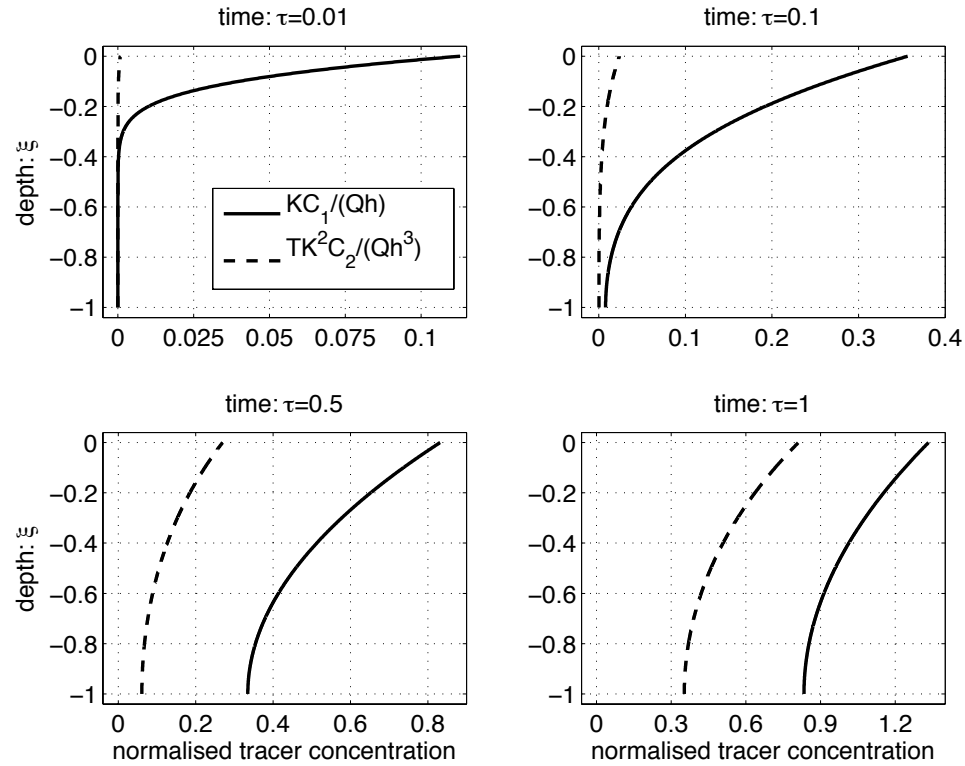 time: τ=0.01
0
−0.2
−0.4
−0.6
−0.8
−1
depth: ξ
KC₁/(Qh)
TK²C₂/(Qh³)
0 0.025 0.05 0.075 0.1
time: τ=0.1
0
−0.2
−0.4
−0.6
−0.8
−1
0 0.1 0.2 0.3 0.4
time: τ=0.5
0
−0.2
−0.4
−0.6
−0.8
−1
depth: ξ
0 0.2 0.4 0.6 0.8
normalised tracer concentration
time: τ=1
0
−0.2
−0.4
−0.6
−0.8
−1
0 0.3 0.6 0.9 1.2
normalised tracer concentration